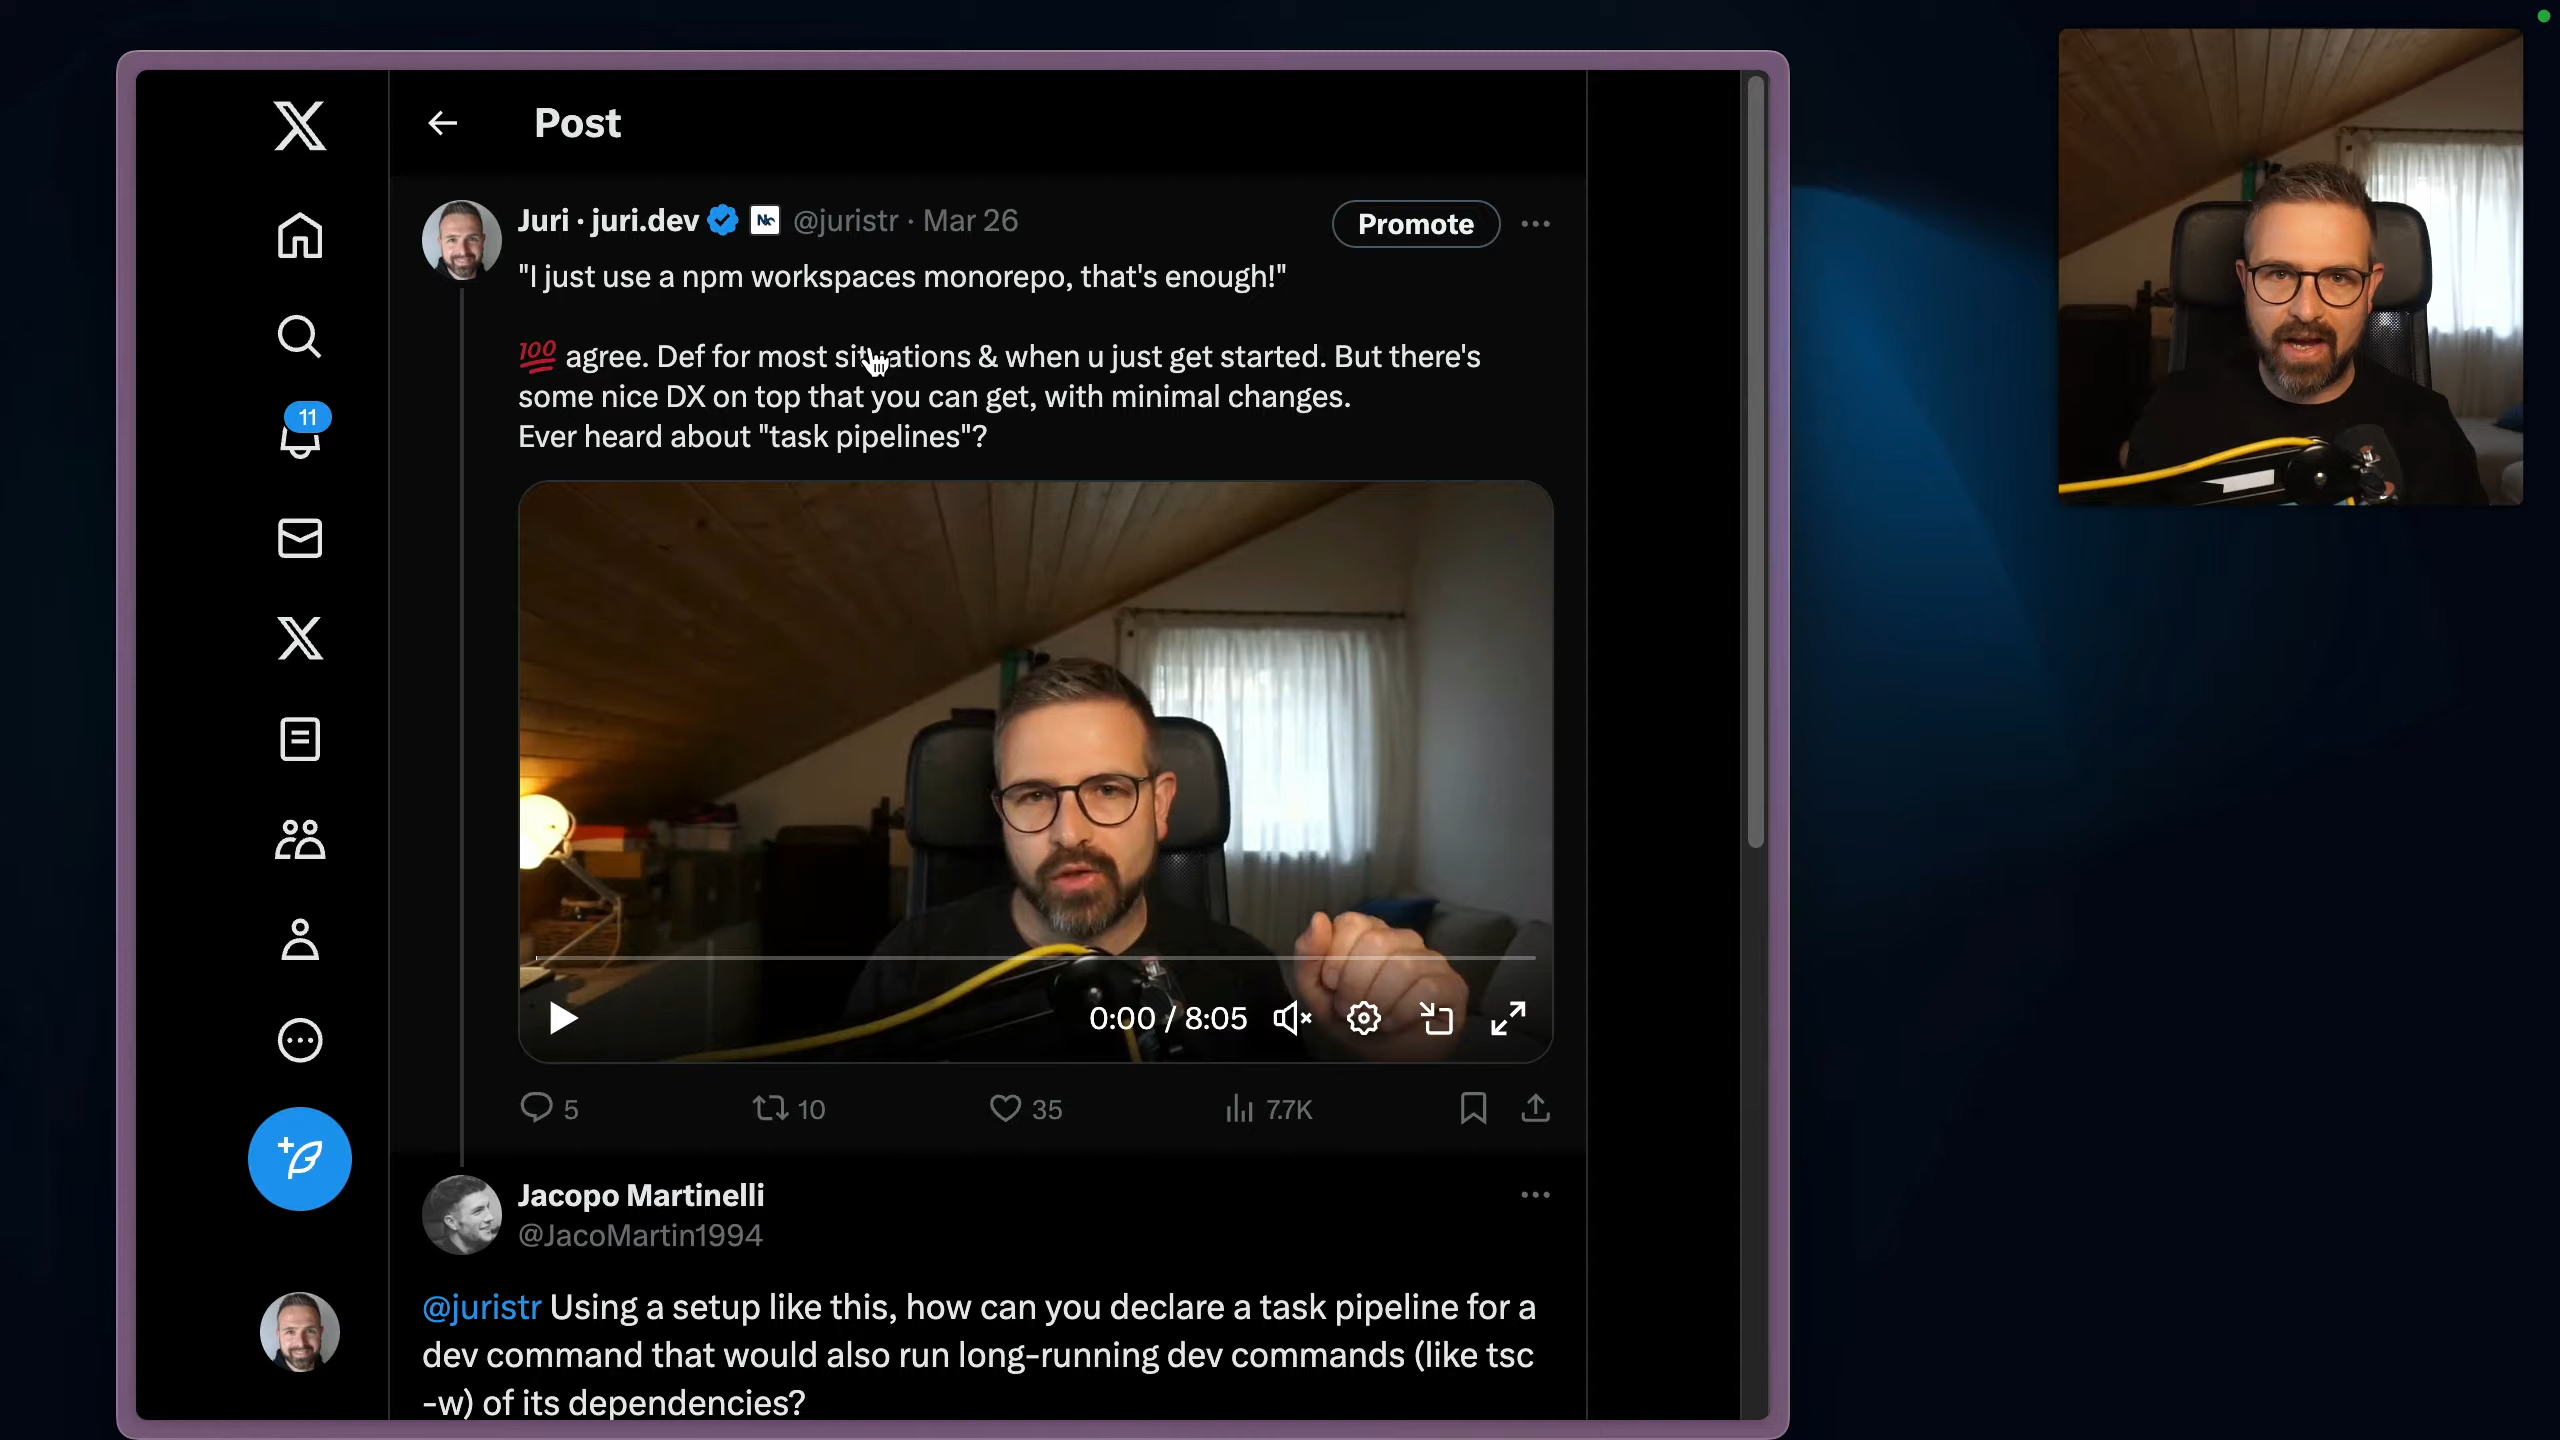 Post
Juri · juri.dev @juristr · Mar 26
Promote
"I just use a npm workspaces monorepo, that's enough!"
💯 agree. Def for most situations & when u just get started. But there's
some nice DX on top that you can get, with minimal changes.
Ever heard about "task pipelines"?
11
0:00 / 8:05
5
10
35
7.7K
Jacopo Martinelli
@JacoMartin1994
@juristr Using a setup like this, how can you declare a task pipeline for a
dev command that would also run long-running dev commands (like tsc
-w) of its dependencies?